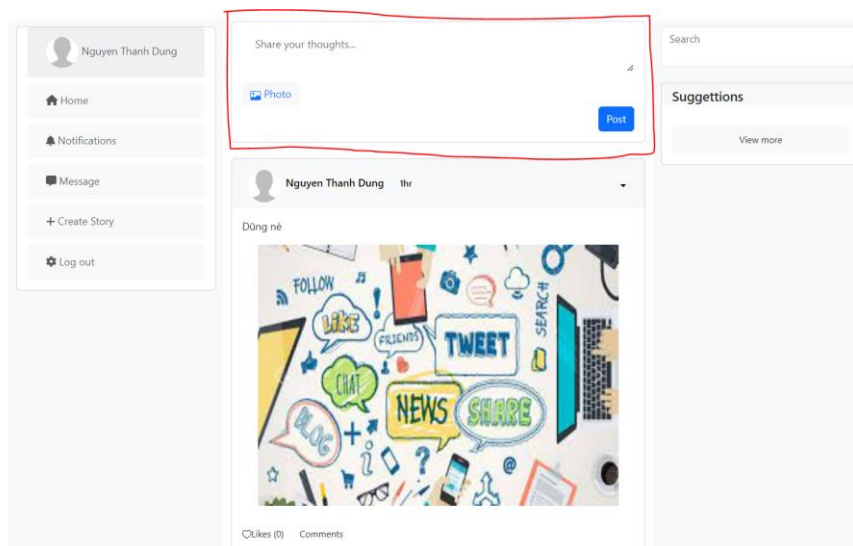 Nguyen Thanh Dung
Home
Notifications
Message
Create Story
Log out
Share your thoughts...
Photo
Post
Nguyen Thanh Dung 1hr
Dũng nè
FOLLOW
LIKE
FRIENDS
TWEET
SEARCH
CHAT
NEWS
SHARE
BLOG
Likes (0) Comments
Search
Suggettions
View more